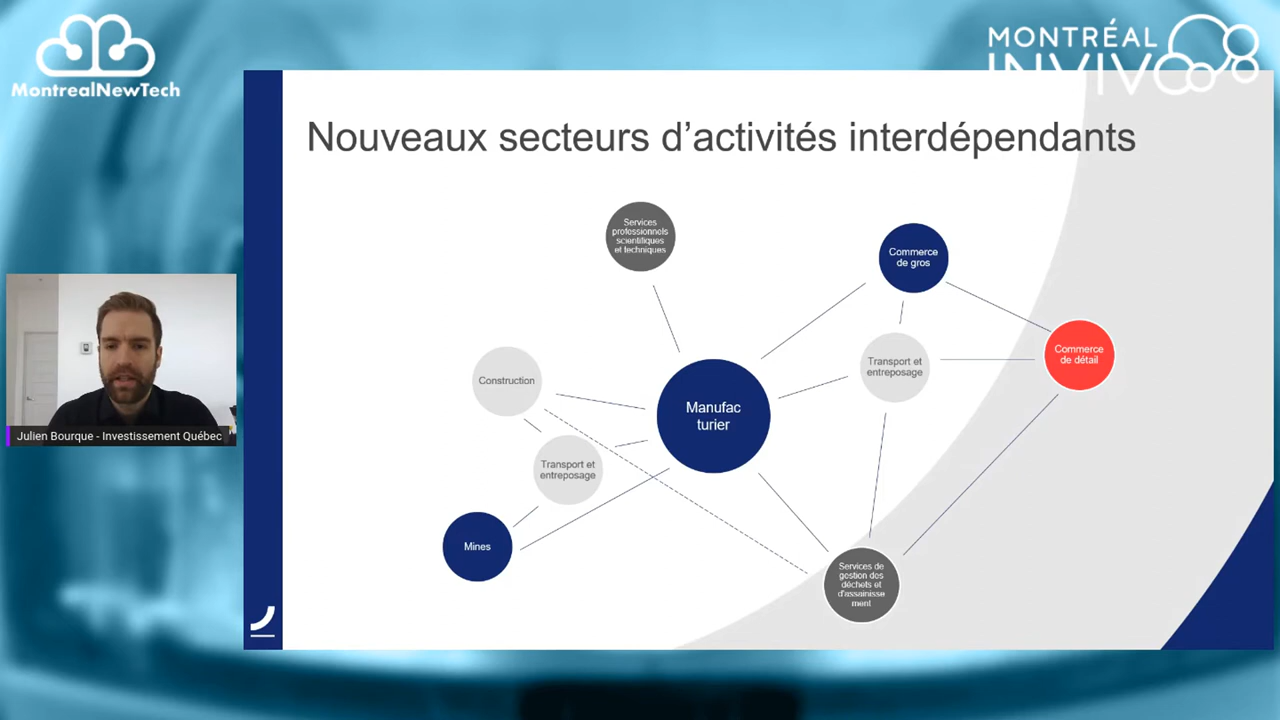 MontrealNewTech
MONTRÉAL
INVIVO
Nouveaux secteurs d’activités interdépendants
Services
professionnels
scientifiques
et techniques
Commerce
de gros
Commerce
de détail
Transport et
entreposage
Construction
Manufac
turier
Transport et
entreposage
Mines
Services de
gestion des
déchets et
d'assainisse
ment
Julien Bourque - Investissement Québec